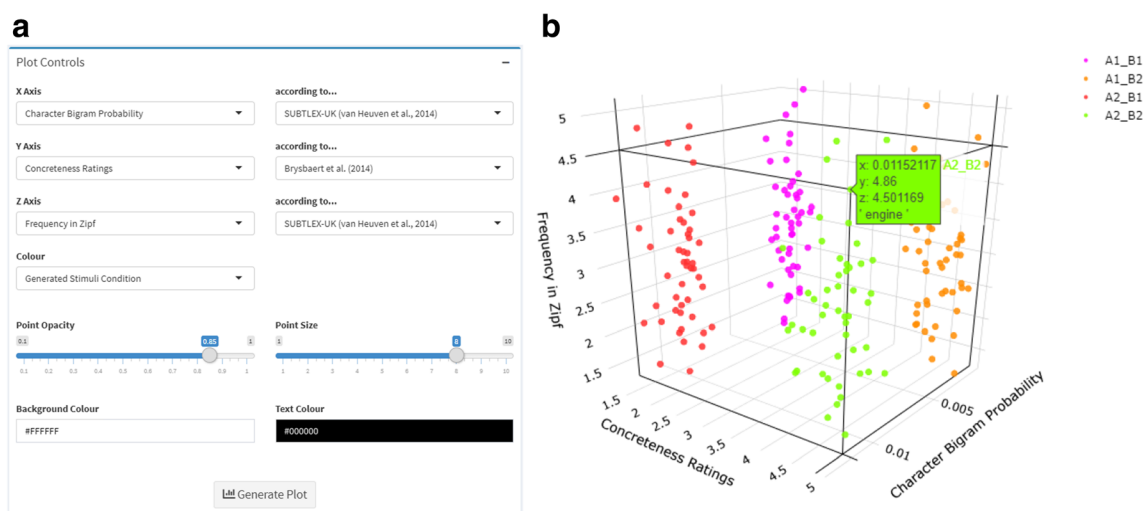 a
Plot Controls
X Axis
according to...
Character Bigram Probability
SUBTLEX-UK (van Heuven et al., 2014)
Y Axis
according to...
Concreteness Ratings
Brysbaert et al. (2014)
Z Axis
according to...
Frequency in Zipf
SUBTLEX-UK (van Heuven et al., 2014)
Colour
Generated Stimuli Condition
Point Opacity
Point Size
0.1 0.85 1
1 8 10
0.1 0.2 0.3 0.4 0.5 0.6 0.7 0.8 0.9 1
1 2 3 4 5 6 7 8 9 10
Background Colour
Text Colour
#FFFFFF
#000000
Generate Plot
b
A1_B1
A1_B2
A2_B1
A2_B2
x: 0.01152117
y: 4.86
z: 4.501169
' engine '
A2_B2
Frequency in Zipf
5
4.5
4
3.5
3
2.5
2
1.5
Concreteness Ratings
1.5
2
2.5
3
3.5
4
4.5
5
Character Bigram Probability
0.005
0.01